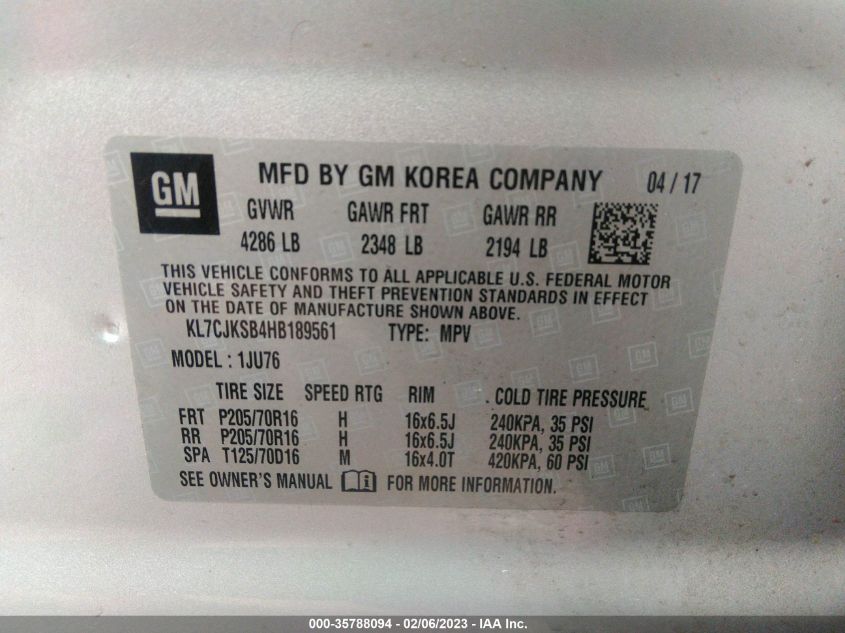 GM MFD BY GM KOREA COMPANY 04 / 17
GVWR GAWR FRT GAWR RR
4286 LB 2348 LB 2194 LB
THIS VEHICLE CONFORMS TO ALL APPLICABLE U.S. FEDERAL MOTOR
VEHICLE SAFETY AND THEFT PREVENTION STANDARDS IN EFFECT
ON THE DATE OF MANUFACTURE SHOWN ABOVE.
KL7CJKSB4HB189561 TYPE: MPV
MODEL : 1JU76
TIRE SIZE SPEED RTG RIM COLD TIRE PRESSURE
FRT P205/70R16 H 16x6.5J 240KPA, 35 PSI
RR P205/70R16 H 16x6.5J 240KPA, 35 PSI
SPA T125/70D16 M 16x4.0T 420KPA, 60 PSI
SEE OWNER'S MANUAL i FOR MORE INFORMATION.
000-35788094 - 02/06/2023 - IAA Inc.